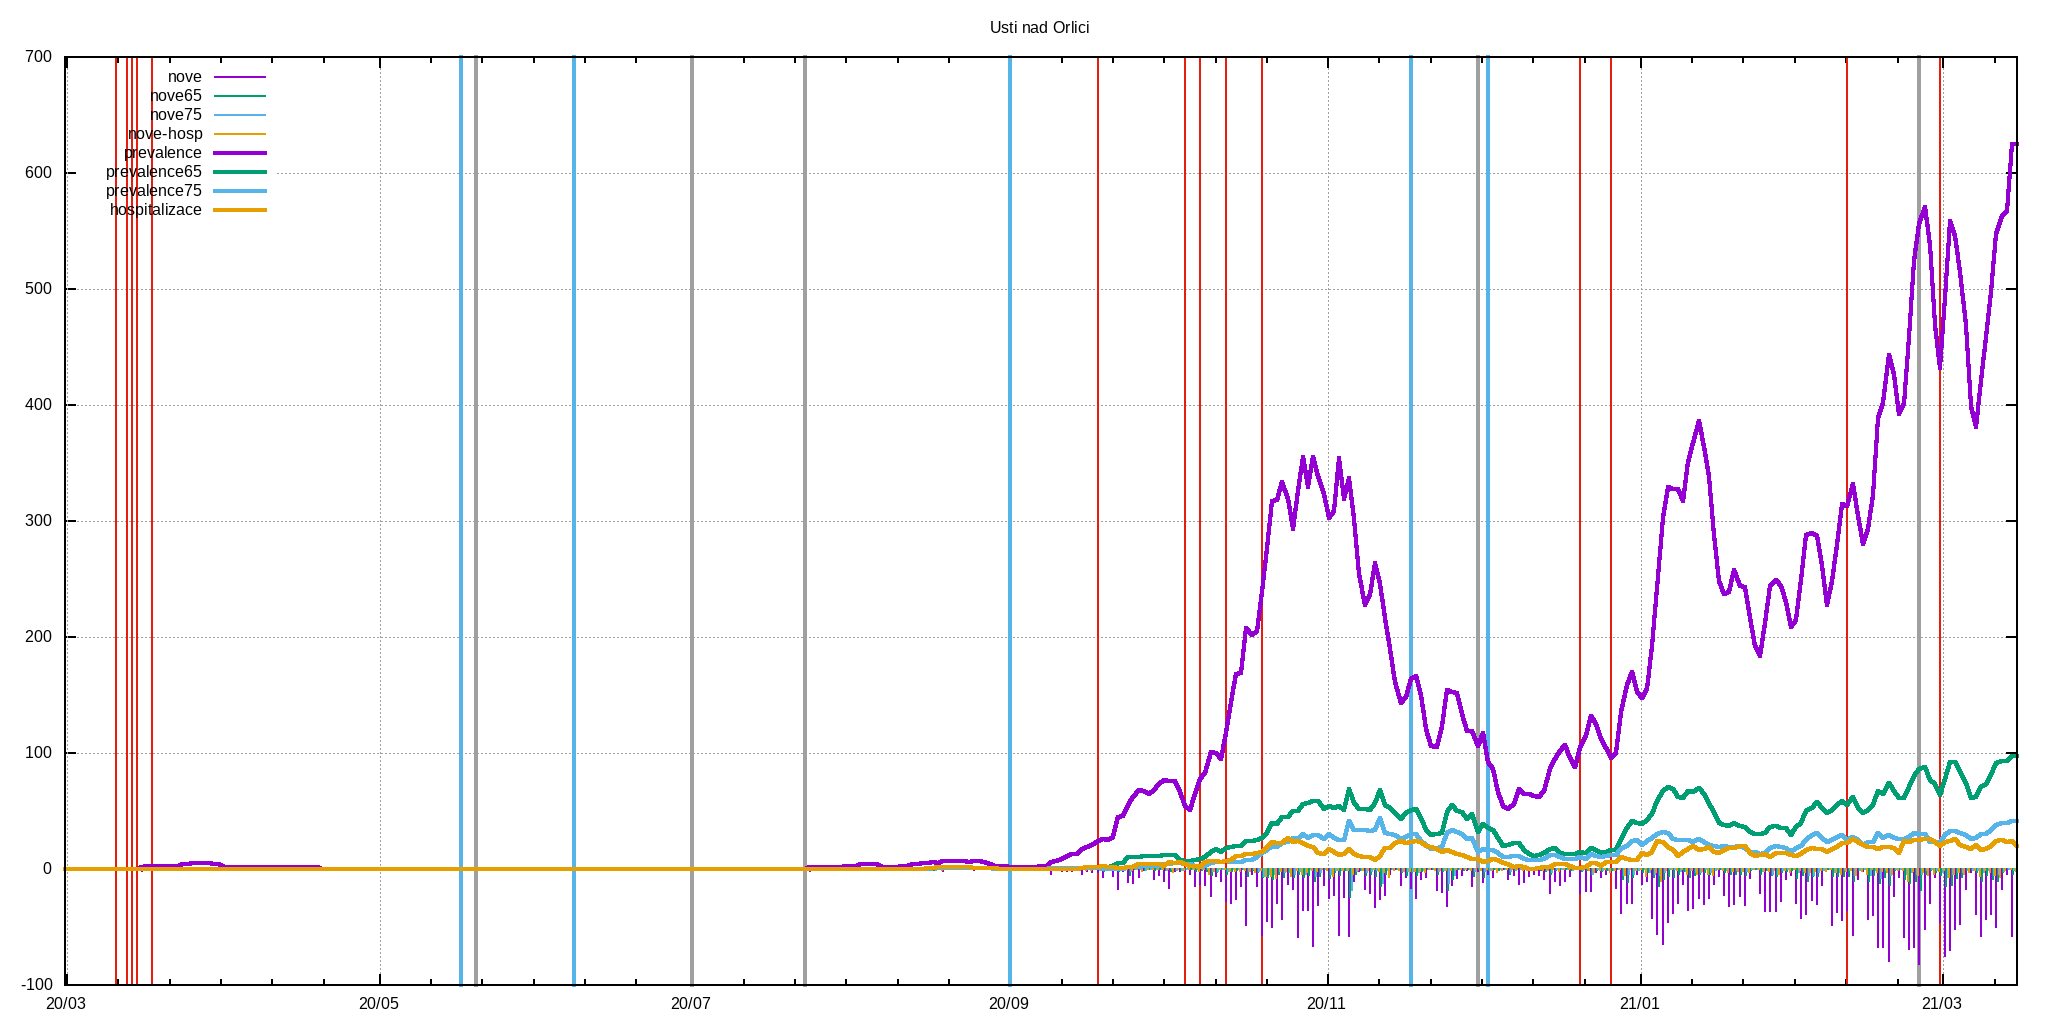 Usti nad Orlici
700
600
500
400
300
200
100
0
-100
nove
nove65
nove75
nove-hosp
prevalence
prevalence65
prevalence75
hospitalizace
20/03 20/05 20/07 20/09 20/11 21/01 21/03